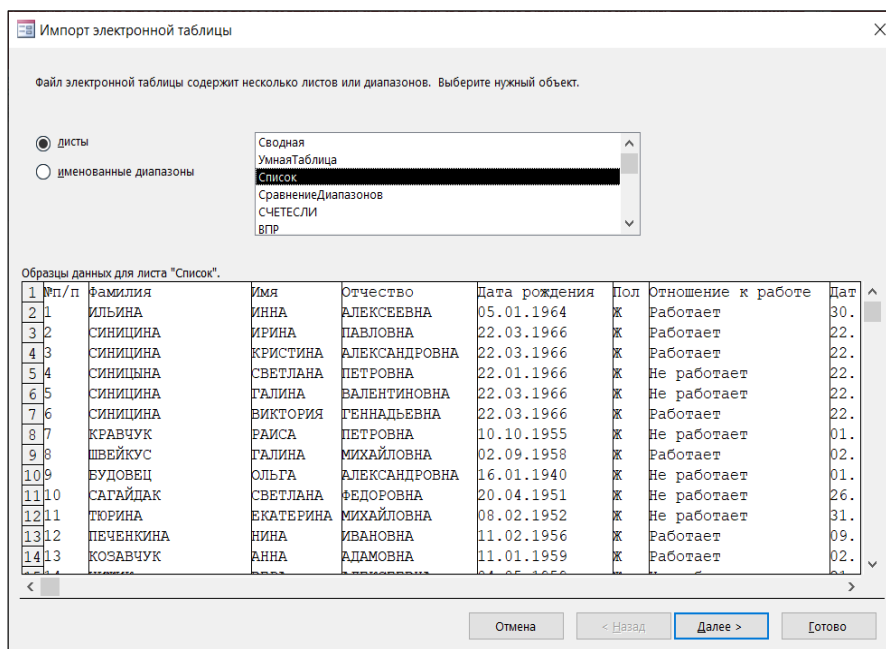 Импорт электронной таблицы
Файл электронной таблицы содержит несколько листов или диапазонов. Выберите нужный объект.
листы
именованные диапазоны
Сводная
УмнаяТаблица
Список
СравнениеДиапазонов
СЧЕТЕСЛИ
ВПР
Образцы данных для листа "Список".
1 №п/п Фамилия Имя Отчество Дата рождения Пол Отношение к работе Дат
2 1 ИЛЬИНА ИННА АЛЕКСЕЕВНА 05.01.1964 Ж Работает 30.
3 2 СИНИЦИНА ИРИНА ПАВЛОВНА 22.03.1966 Ж Работает 22.
4 3 СИНИЦИНА КРИСТИНА АЛЕКСАНДРОВНА 22.03.1966 Ж Работает 22.
5 4 СИНИЦЫНА СВЕТЛАНА ПЕТРОВНА 22.01.1966 Ж Не работает 22.
6 5 СИНИЦИНА ГАЛИНА ВАЛЕНТИНОВНА 22.03.1966 Ж Не работает 22.
7 6 СИНИЦИНА ВИКТОРИЯ ГЕННАДЬЕВНА 22.03.1966 Ж Работает 22.
8 7 КРАВЧУК РАИСА ПЕТРОВНА 10.10.1955 Ж Не работает 01.
9 8 ШВЕЙКУС ГАЛИНА МИХАЙЛОВНА 02.09.1958 Ж Работает 02.
10 9 БУДОВЕЦ ОЛЬГА АЛЕКСАНДРОВНА 16.01.1940 Ж Не работает 01.
11 10 САГАЙДАК СВЕТЛАНА ФЕДОРОВНА 20.04.1951 Ж Не работает 26.
12 11 ТЮРИНА ЕКАТЕРИНА МИХАЙЛОВНА 08.02.1952 Ж Не работает 31.
13 12 ПЕЧЕНКИНА НИНА ИВАНОВНА 11.02.1956 Ж Работает 09.
14 13 КОЗАВЧУК АННА АДАМОВНА 11.01.1959 Ж Работает 02.
Отмена < Назад Далее > Готово